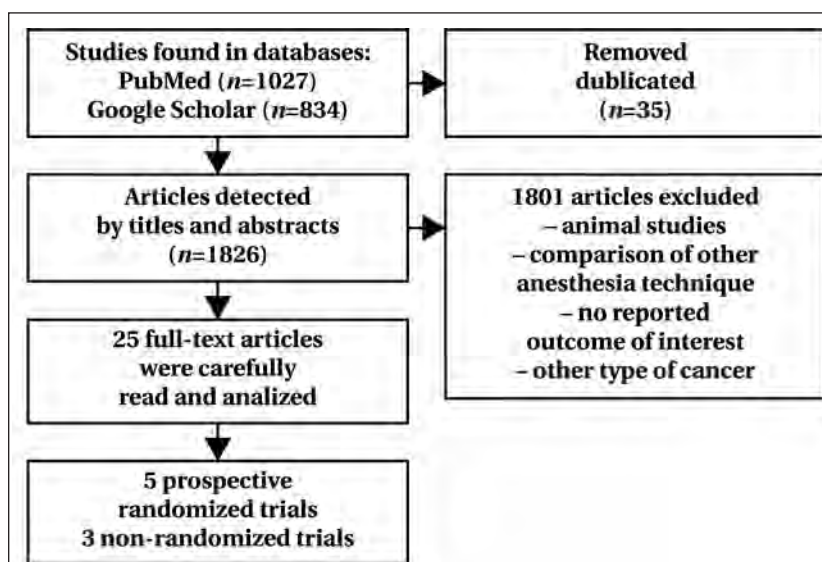 Studies found in databases:
PubMed (n=1027)
Google Scholar (n=834)
Removed
dublicated
(n=35)
Articles detected
by titles and abstracts
(n=1826)
1801 articles excluded
– animal studies
– comparison of other
anesthesia technique
– no reported
outcome of interest
– other type of cancer
25 full-text articles
were carefully
read and analized
5 prospective
randomized trials
3 non-randomized trials